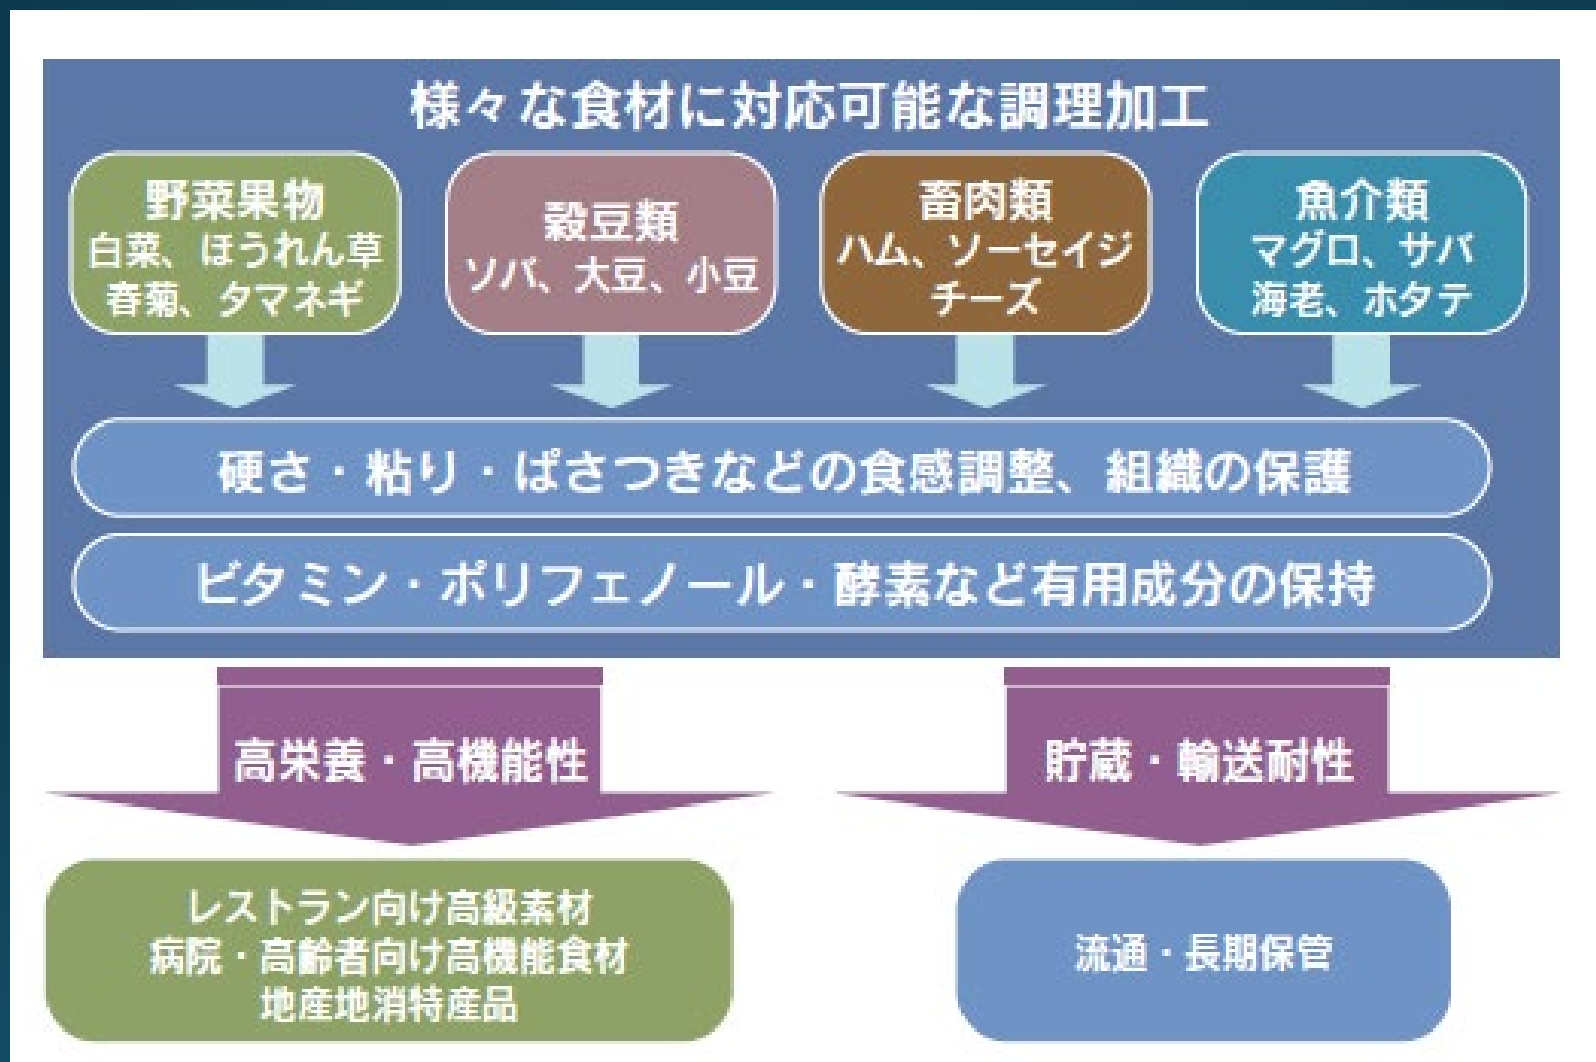 様々な食材に対応可能な調理加工
野菜果物
白菜、ほうれん草
春菊、タマネギ
穀豆類
ソバ、大豆、小豆
畜肉類
ハム、ソーセイジ
チーズ
魚介類
マグロ、サバ
海老、ホタテ
硬さ・粘り・ぱさつきなどの食感調整、組織の保護
ビタミン・ポリフェノール・酵素など有用成分の保持
高栄養・高機能性
貯蔵・輸送耐性
レストラン向け高級素材
病院・高齢者向け高機能食材
地産地消特産品
流通・長期保管